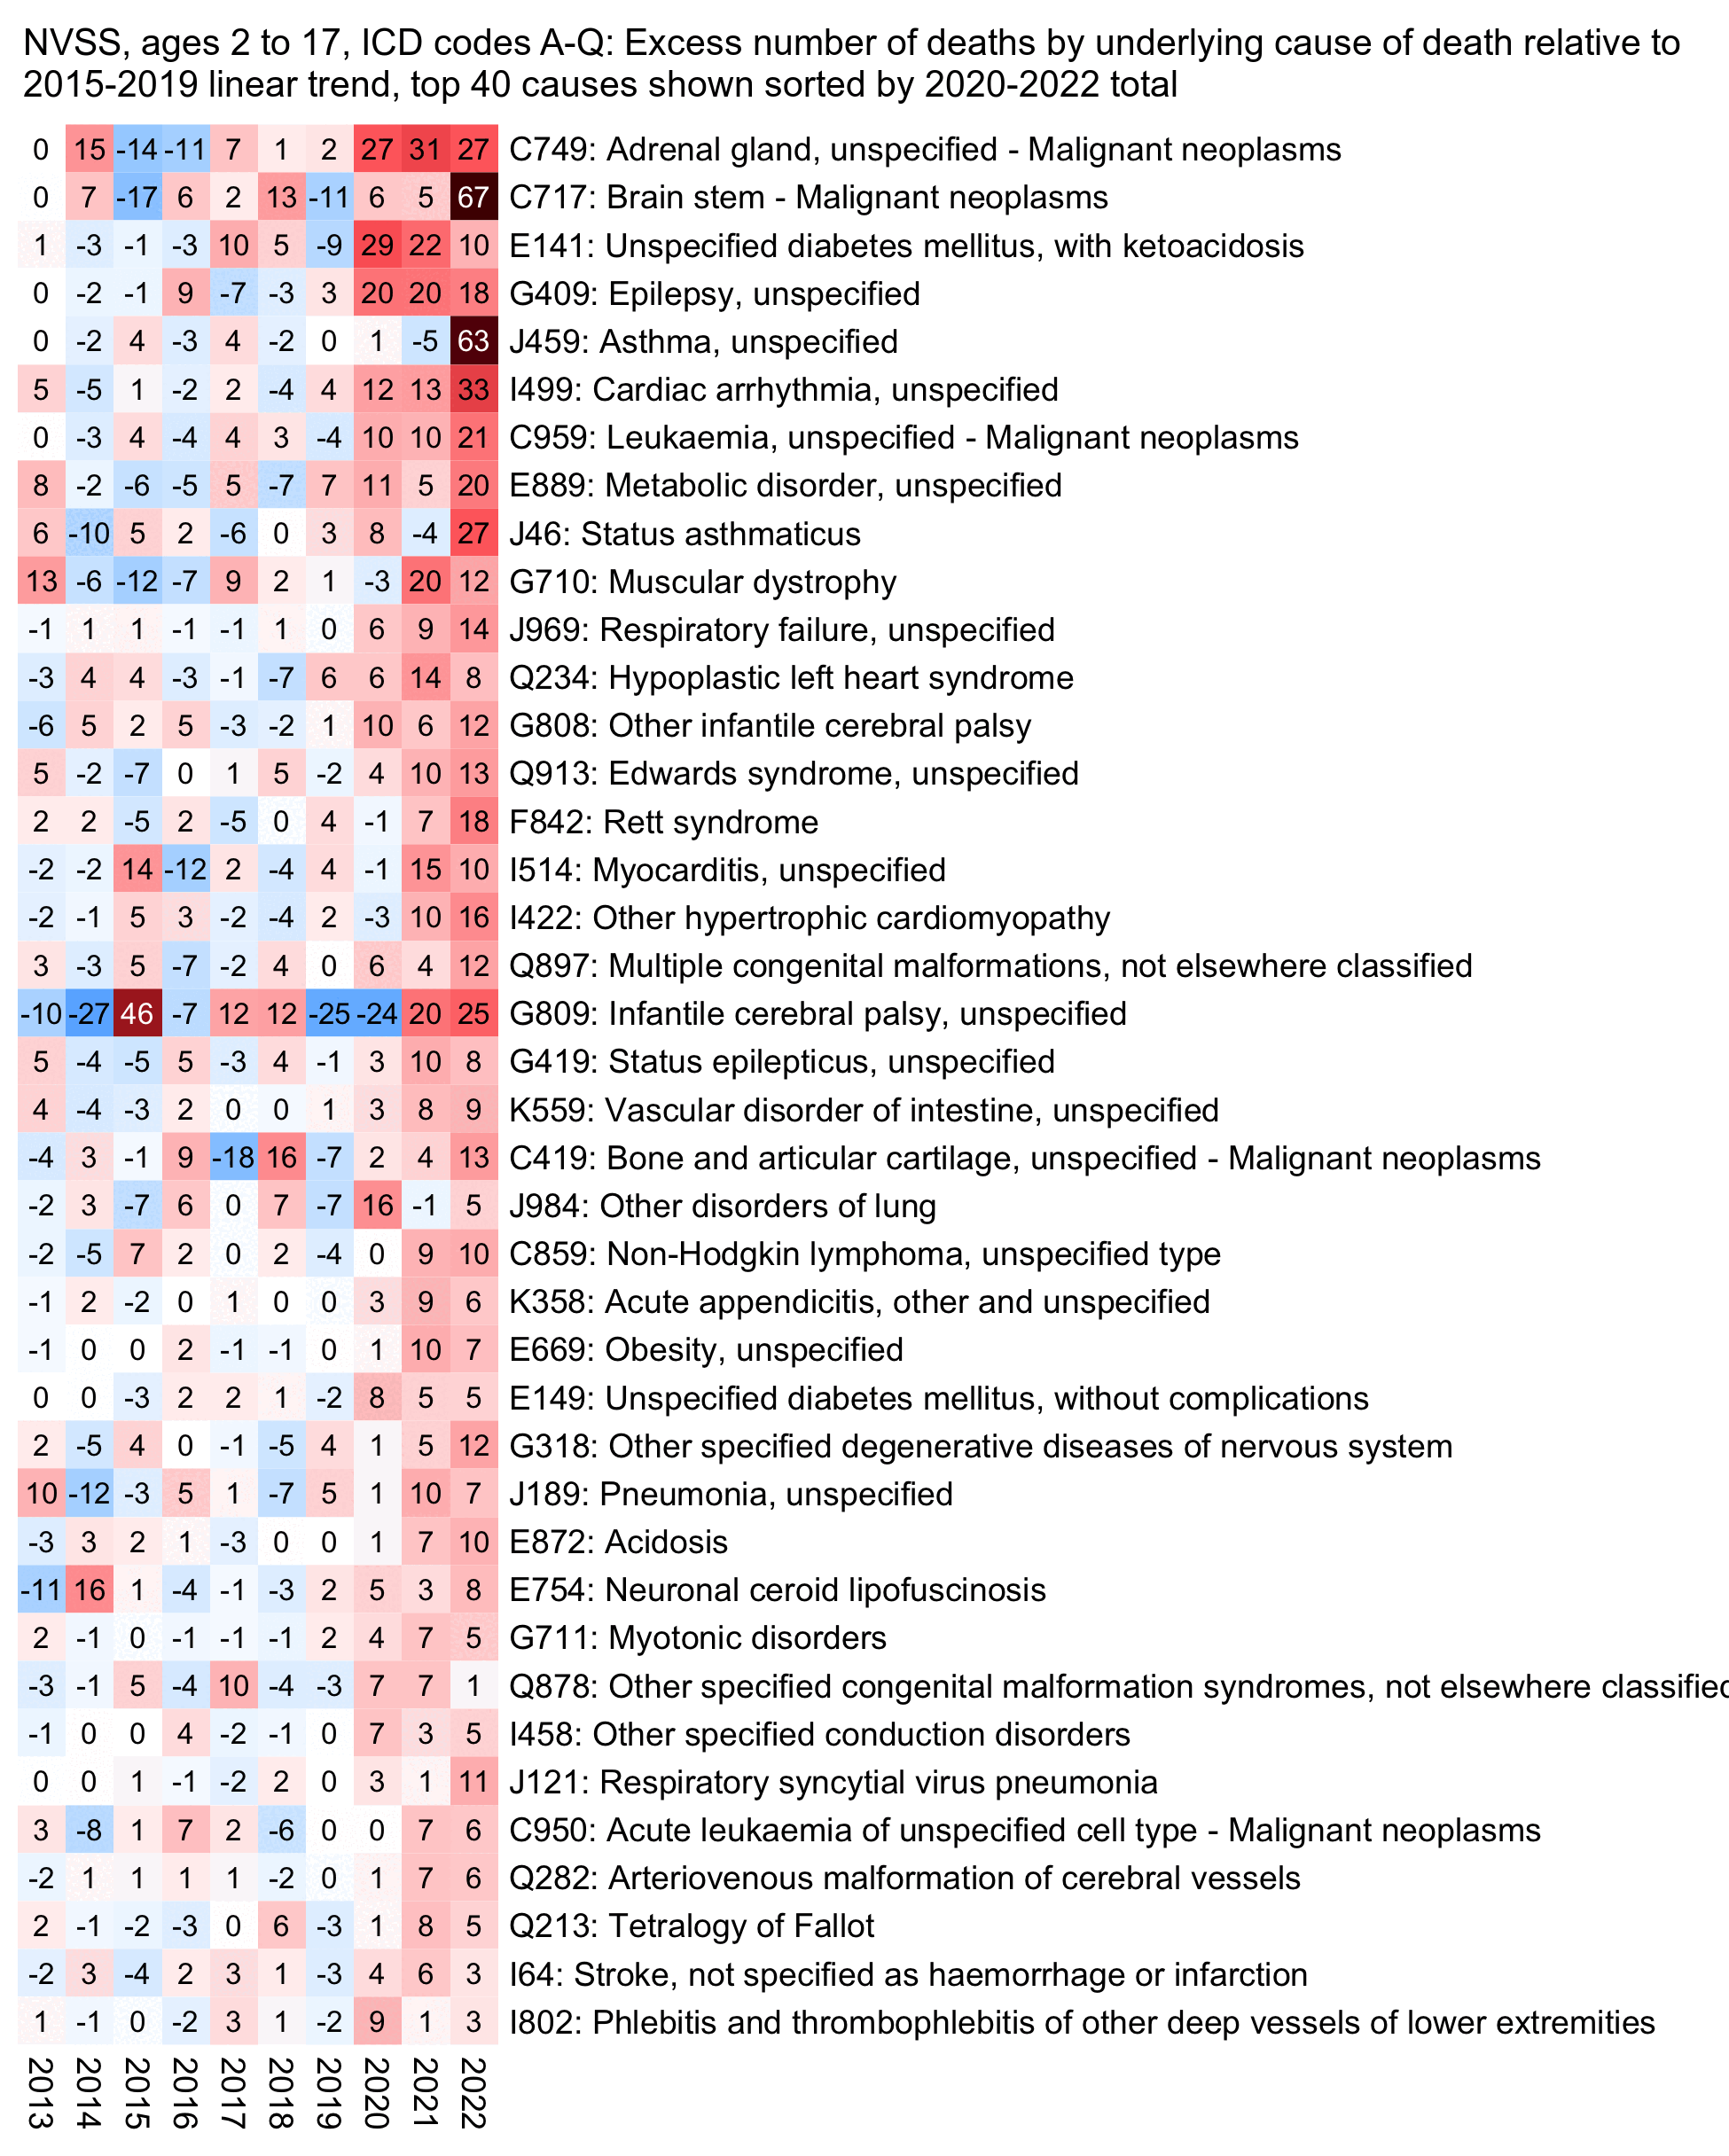 NVSS, ages 2 to 17, ICD codes A-Q: Excess number of deaths by underlying cause of death relative to
2015-2019 linear trend, top 40 causes shown sorted by 2020-2022 total
0 15 -14 -11 7 1 2 27 31 27 C749: Adrenal gland, unspecified - Malignant neoplasms
0 7 -17 6 2 13 -11 6 5 67 C717: Brain stem - Malignant neoplasms
1 -3 -1 -3 10 5 -9 29 22 10 E141: Unspecified diabetes mellitus, with ketoacidosis
0 -2 -1 9 -7 -3 3 20 20 18 G409: Epilepsy, unspecified
0 -2 4 -3 4 -2 0 1 -5 63 J459: Asthma, unspecified
5 -5 1 -2 2 -4 4 12 13 33 I499: Cardiac arrhythmia, unspecified
0 -3 4 -4 4 3 -4 10 10 21 C959: Leukaemia, unspecified - Malignant neoplasms
8 -2 -6 -5 5 -7 7 11 5 20 E889: Metabolic disorder, unspecified
6 -10 5 2 -6 0 3 8 -4 27 J46: Status asthmaticus
13 -6 -12 -7 9 2 1 -3 20 12 G710: Muscular dystrophy
-1 1 1 -1 -1 1 0 6 9 14 J969: Respiratory failure, unspecified
-3 4 4 -3 -1 -7 6 6 14 8 Q234: Hypoplastic left heart syndrome
-6 5 2 5 -3 -2 1 10 6 12 G808: Other infantile cerebral palsy
5 -2 -7 0 1 5 -2 4 10 13 Q913: Edwards syndrome, unspecified
2 2 -5 2 -5 0 4 -1 7 18 F842: Rett syndrome
-2 -2 14 -12 2 -4 4 -1 15 10 I514: Myocarditis, unspecified
-2 -1 5 3 -2 -4 2 -3 10 16 I422: Other hypertrophic cardiomyopathy
3 -3 5 -7 -2 4 0 6 4 12 Q897: Multiple congenital malformations, not elsewhere classified
-10 -27 46 -7 12 12 -25 -24 20 25 G809: Infantile cerebral palsy, unspecified
5 -4 -5 5 -3 4 -1 3 10 8 G419: Status epilepticus, unspecified
4 -4 -3 2 0 0 1 3 8 9 K559: Vascular disorder of intestine, unspecified
-4 3 -1 9 -18 16 -7 2 4 13 C419: Bone and articular cartilage, unspecified - Malignant neoplasms
-2 3 -7 6 0 7 -7 16 -1 5 J984: Other disorders of lung
-2 -5 7 2 0 2 -4 0 9 10 C859: Non-Hodgkin lymphoma, unspecified type
-1 2 -2 0 1 0 0 3 9 6 K358: Acute appendicitis, other and unspecified
-1 0 0 2 -1 -1 0 1 10 7 E669: Obesity, unspecified
0 0 -3 2 2 1 -2 8 5 5 E149: Unspecified diabetes mellitus, without complications
2 -5 4 0 -1 -5 4 1 5 12 G318: Other specified degenerative diseases of nervous system
10 -12 -3 5 1 -7 5 1 10 7 J189: Pneumonia, unspecified
-3 3 2 1 -3 0 0 1 7 10 E872: Acidosis
-11 16 1 -4 -1 -3 2 5 3 8 E754: Neuronal ceroid lipofuscinosis
2 -1 0 -1 -1 -1 2 4 7 5 G711: Myotonic disorders
-3 -1 5 -4 10 -4 -3 7 7 1 Q878: Other specified congenital malformation syndromes, not elsewhere classified
-1 0 0 4 -2 -1 0 7 3 5 I458: Other specified conduction disorders
0 0 1 -1 -2 2 0 3 1 11 J121: Respiratory syncytial virus pneumonia
3 -8 1 7 2 -6 0 0 7 6 C950: Acute leukaemia of unspecified cell type - Malignant neoplasms
-2 1 1 1 1 -2 0 1 7 6 Q282: Arteriovenous malformation of cerebral vessels
2 -1 -2 -3 0 6 -3 1 8 5 Q213: Tetralogy of Fallot
-2 3 -4 2 3 1 -3 4 6 3 I64: Stroke, not specified as haemorrhage or infarction
1 -1 0 -2 3 1 -2 9 1 3 I802: Phlebitis and thrombophlebitis of other deep vessels of lower extremities
2013 2014 2015 2016 2017 2018 2019 2020 2021 2022